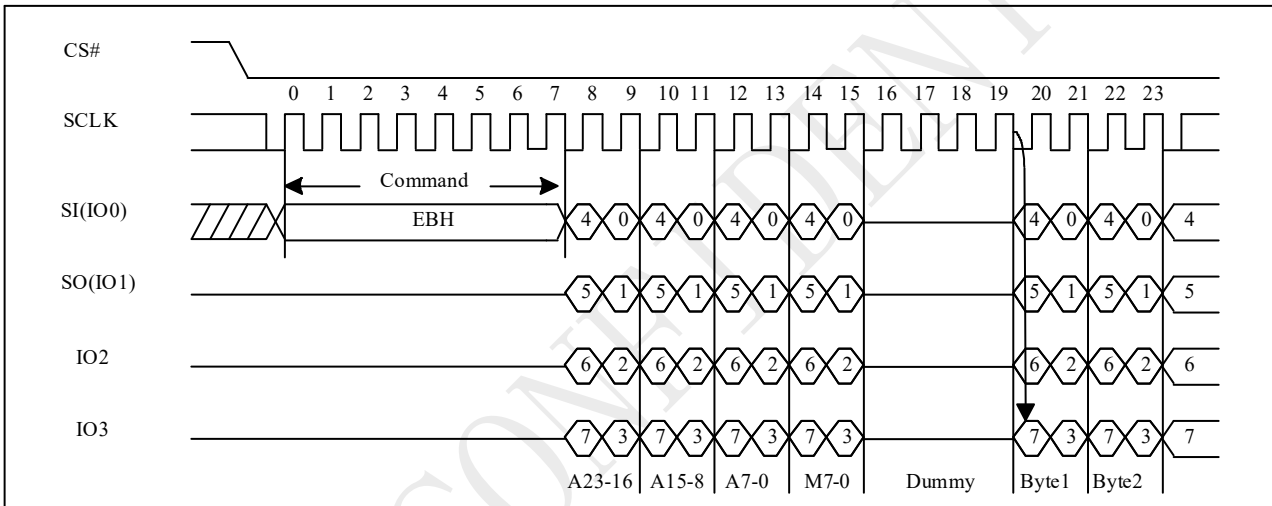 CS#
0 1 2 3 4 5 6 7 8 9 10 11 12 13 14 15 16 17 18 19 20 21 22 23
SCLK
Command
SI(IO0) EBH 4 0 4 0 4 0 4 0 4 0 4 0 4
SO(IO1) 5 1 5 1 5 1 5 1 5 1 5 1 5
IO2 6 2 6 2 6 2 6 2 6 2 6 2 6
IO3 7 3 7 3 7 3 7 3 7 3 7 3 7
A23-16 A15-8 A7-0 M7-0 Dummy Byte1 Byte2
CONFIDENT